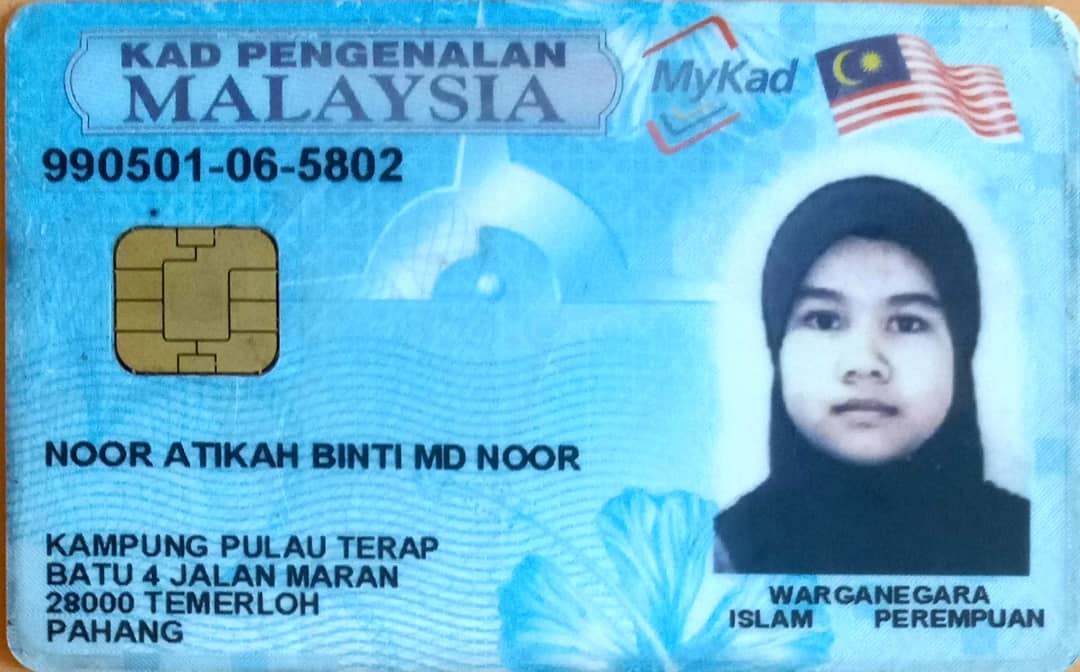 KAD PENGENALAN
MALAYSIA
MyKad
990501-06-5802
NOOR ATIKAH BINTI MD NOOR
KAMPUNG PULAU TERAP
BATU 4 JALAN MARAN
28000 TEMERLOH
PAHANG
WARGANEGARA
ISLAM PEREMPUAN